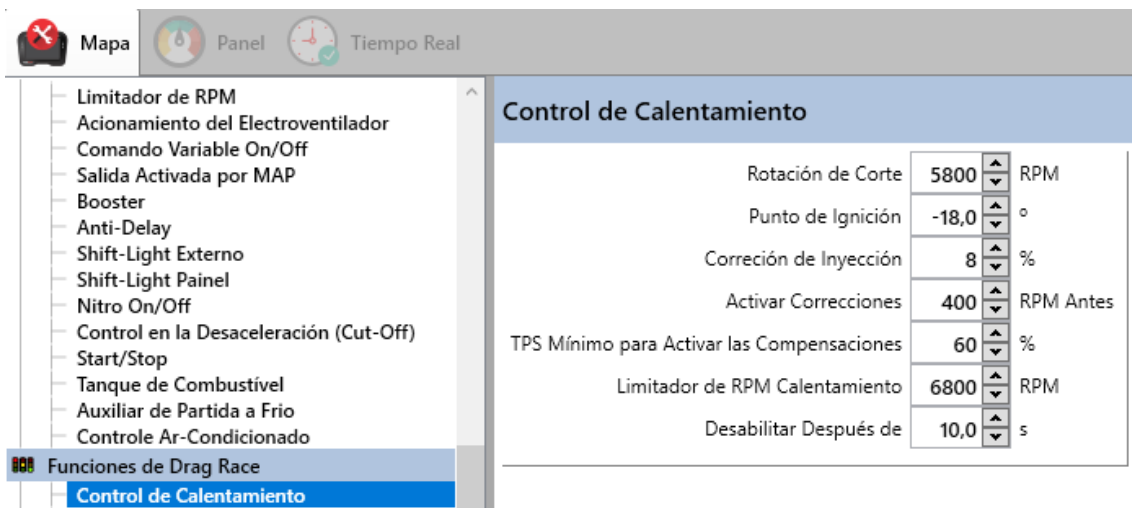 Mapa
Panel
Tiempo Real
Limitador de RPM
Acionamiento del Electroventilador
Comando Variable On/Off
Salida Activada por MAP
Booster
Anti-Delay
Shift-Light Externo
Shift-Light Painel
Nitro On/Off
Control en la Desaceleración (Cut-Off)
Start/Stop
Tanque de Combustível
Auxiliar de Partida a Frio
Controle Ar-Condicionado
Funciones de Drag Race
Control de Calentamiento
Control de Calentamiento
Rotación de Corte 5800 RPM
Punto de Ignición -18,0 º
Correción de Inyección 8 %
Activar Correcciones 400 RPM Antes
TPS Mínimo para Activar las Compensaciones 60 %
Limitador de RPM Calentamiento 6800 RPM
Desabilitar Después de 10,0 s